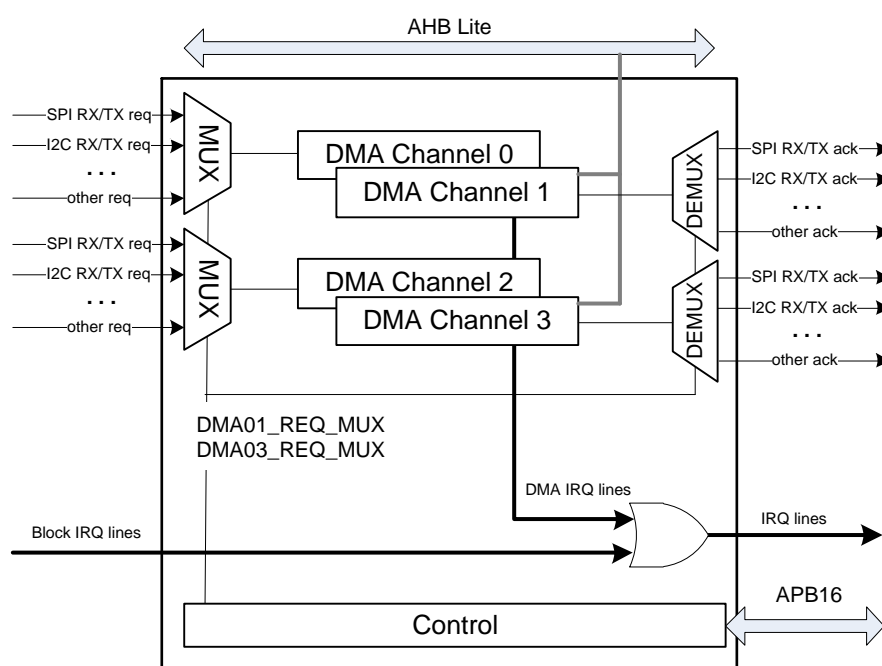 AHB Lite
SPI RX/TX req
I2C RX/TX req
. . .
other req
MUX
DMA Channel 0
DMA Channel 1
DEMUX
SPI RX/TX ack
I2C RX/TX ack
. . .
other ack
SPI RX/TX req
I2C RX/TX req
. . .
other req
MUX
DMA Channel 2
DMA Channel 3
DEMUX
SPI RX/TX ack
I2C RX/TX ack
. . .
other ack
DMA01_REQ_MUX
DMA03_REQ_MUX
DMA IRQ lines
Block IRQ lines
IRQ lines
APB16
Control